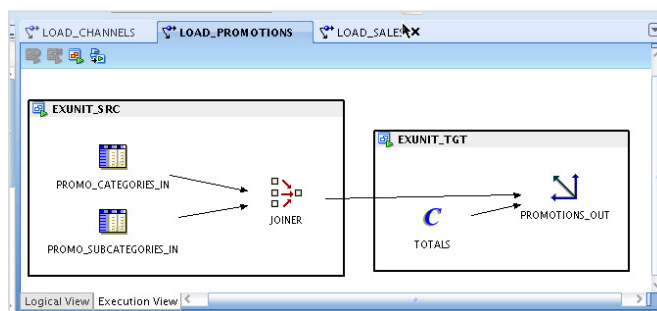 LOAD_CHANNELS
LOAD_PROMOTIONS
LOAD_SALES
EXUNIT_SRC
EXUNIT_TGT
PROMO_CATEGORIES_IN
JOINER
PROMOTIONS_OUT
C
TOTALS
PROMO_SUBCATEGORIES_IN
Logical View
Execution View